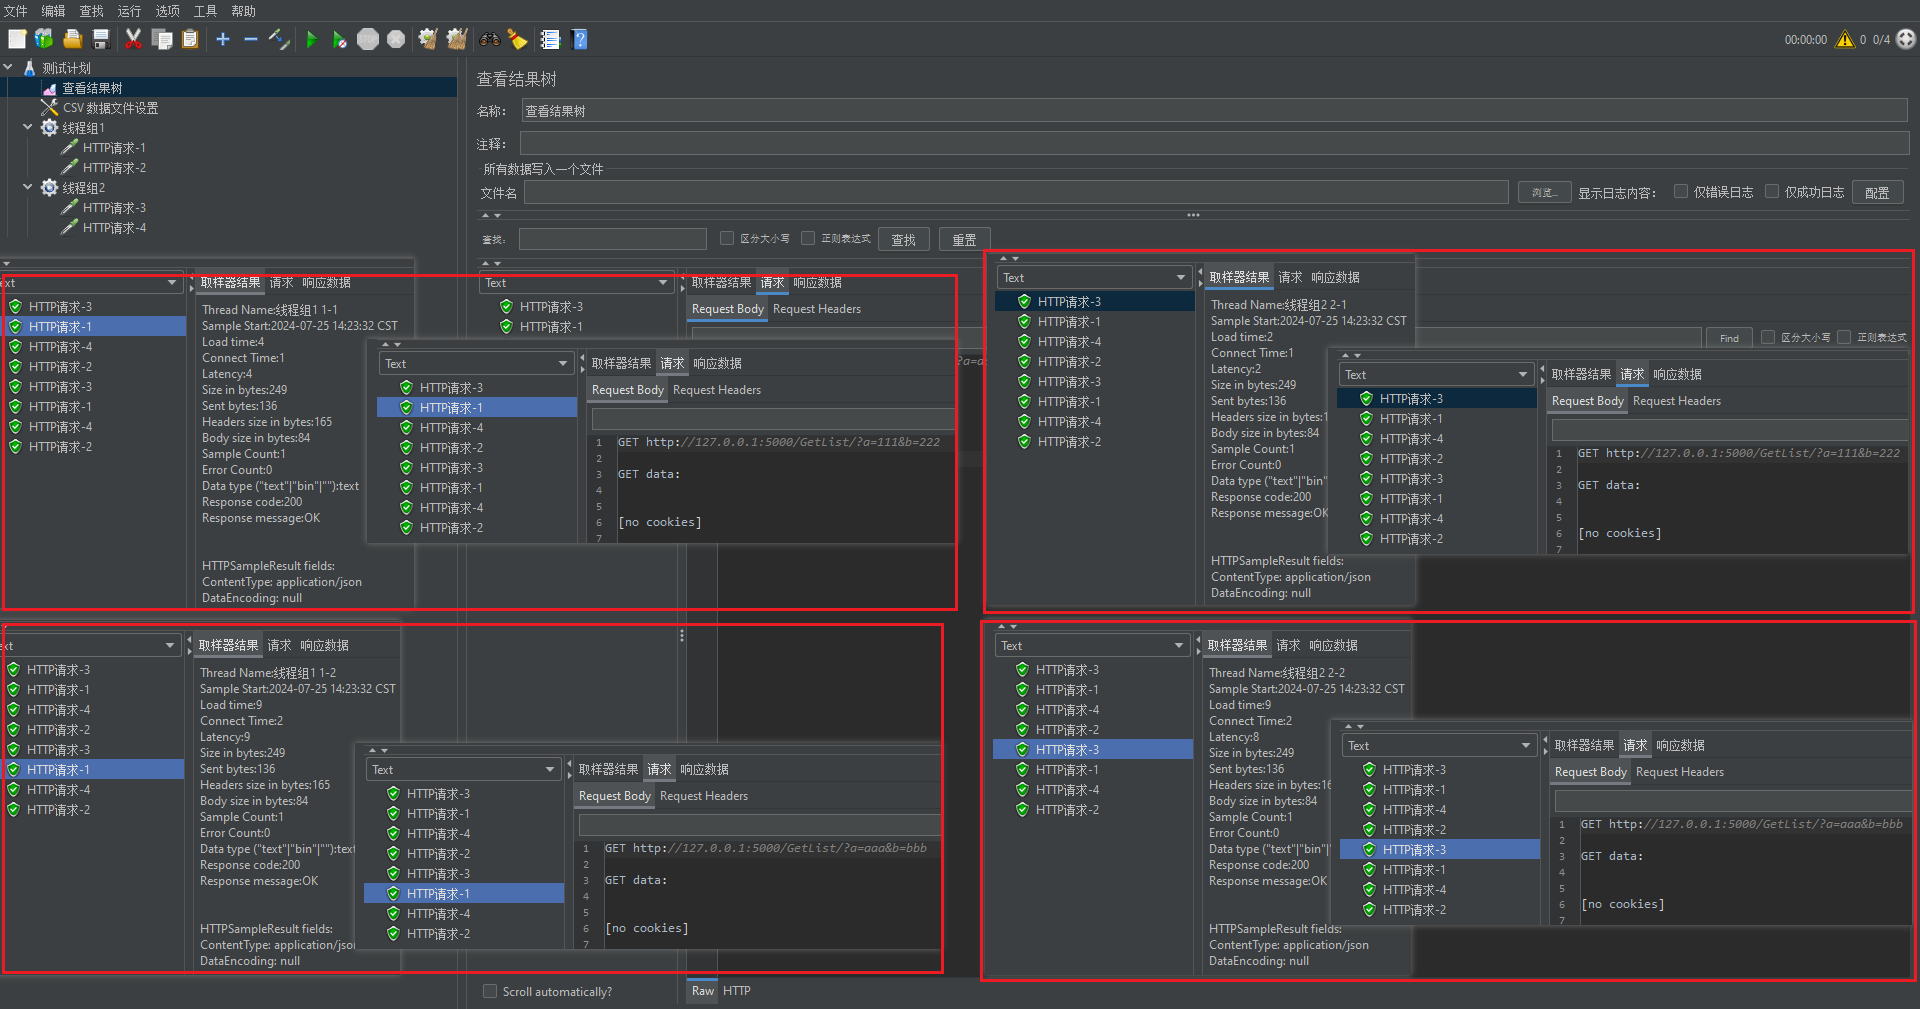 文件 编辑 查找 运行 选项 工具 帮助
00:00:00 0 0/4
测试计划
查看结果树
CSV 数据文件设置
线程组1
HTTP请求-1
HTTP请求-2
线程组2
HTTP请求-3
HTTP请求-4
查看结果树
名称: 查看结果树
注释:
所有数据写入一个文件
文件名 浏览... 显示日志内容: 仅错误日志 仅成功日志 配置
查找: 区分大小写 正则表达式 查找 重置
xt
HTTP请求-3
HTTP请求-1
HTTP请求-4
HTTP请求-2
HTTP请求-3
HTTP请求-1
HTTP请求-4
HTTP请求-2
取样器结果 请求 响应数据
Thread Name:线程组1 1-1
Sample Start:2024-07-25 14:23:32 CST
Load time:4
Connect Time:1
Latency:4
Size in bytes:249
Sent bytes:136
Headers size in bytes:165
Body size in bytes:84
Sample Count:1
Error Count:0
Data type ("text"|"bin"|""):text
Response code:200
Response message:OK
HTTPSampleResult fields:
ContentType: application/json
DataEncoding: null
Text
HTTP请求-3
HTTP请求-1
取样器结果 请求 响应数据
Request Body Request Headers
Find 区分大小写 正则表达式
?a=a
Text
HTTP请求-3
HTTP请求-1
HTTP请求-4
HTTP请求-2
HTTP请求-3
HTTP请求-1
HTTP请求-4
HTTP请求-2
取样器结果 请求 响应数据
Request Body Request Headers
1 GET http://127.0.0.1:5000/GetList/?a=111&b=222
2
3 GET data:
4
5
6 [no cookies]
7
Text
HTTP请求-3
HTTP请求-1
HTTP请求-4
HTTP请求-2
HTTP请求-3
HTTP请求-1
HTTP请求-4
HTTP请求-2
取样器结果 请求 响应数据
Thread Name:线程组2 2-1
Sample Start:2024-07-25 14:23:32 CST
Load time:2
Connect Time:1
Latency:2
Size in bytes:249
Sent bytes:136
Headers size in bytes:1
Body size in bytes:84
Sample Count:1
Error Count:0
Data type ("text"|"bin"
Response code:200
Response message:OK
HTTPSampleResult fields:
ContentType: application/json
DataEncoding: null
Text
HTTP请求-3
HTTP请求-1
HTTP请求-4
HTTP请求-2
HTTP请求-3
HTTP请求-1
HTTP请求-4
HTTP请求-2
取样器结果 请求 响应数据
Request Body Request Headers
1 GET http://127.0.0.1:5000/GetList/?a=111&b=222
2
3 GET data:
4
5
6 [no cookies]
7
xt
HTTP请求-3
HTTP请求-1
HTTP请求-4
HTTP请求-2
HTTP请求-3
HTTP请求-1
HTTP请求-4
HTTP请求-2
取样器结果 请求 响应数据
Thread Name:线程组1 1-2
Sample Start:2024-07-25 14:23:32 CST
Load time:9
Connect Time:2
Latency:9
Size in bytes:249
Sent bytes:136
Headers size in bytes:165
Body size in bytes:84
Sample Count:1
Error Count:0
Data type ("text"|"bin"|""):text
Response code:200
Response message:OK
HTTPSampleResult fields:
ContentType: application/json
DataEncoding: null
Text
HTTP请求-3
HTTP请求-1
HTTP请求-4
HTTP请求-2
HTTP请求-3
HTTP请求-1
HTTP请求-4
HTTP请求-2
取样器结果 请求 响应数据
Request Body Request Headers
1 GET http://127.0.0.1:5000/GetList/?a=aaa&b=bbb
2
3 GET data:
4
5
6 [no cookies]
7
Text
HTTP请求-3
HTTP请求-1
HTTP请求-4
HTTP请求-2
HTTP请求-3
HTTP请求-1
HTTP请求-4
HTTP请求-2
取样器结果 请求 响应数据
Thread Name:线程组2 2-2
Sample Start:2024-07-25 14:23:32 CST
Load time:9
Connect Time:2
Latency:8
Size in bytes:249
Sent bytes:136
Headers size in bytes:16
Body size in bytes:84
Sample Count:1
Error Count:0
Data type ("text"|"bin"|
Response code:200
Response message:OK
HTTPSampleResult fields:
ContentType: application/json
DataEncoding: null
Text
HTTP请求-3
HTTP请求-1
HTTP请求-4
HTTP请求-2
HTTP请求-3
HTTP请求-1
HTTP请求-4
HTTP请求-2
取样器结果 请求 响应数据
Request Body Request Headers
1 GET http://127.0.0.1:5000/GetList/?a=aaa&b=bbb
2
3 GET data:
4
5
6 [no cookies]
7
Scroll automatically?
Raw HTTP